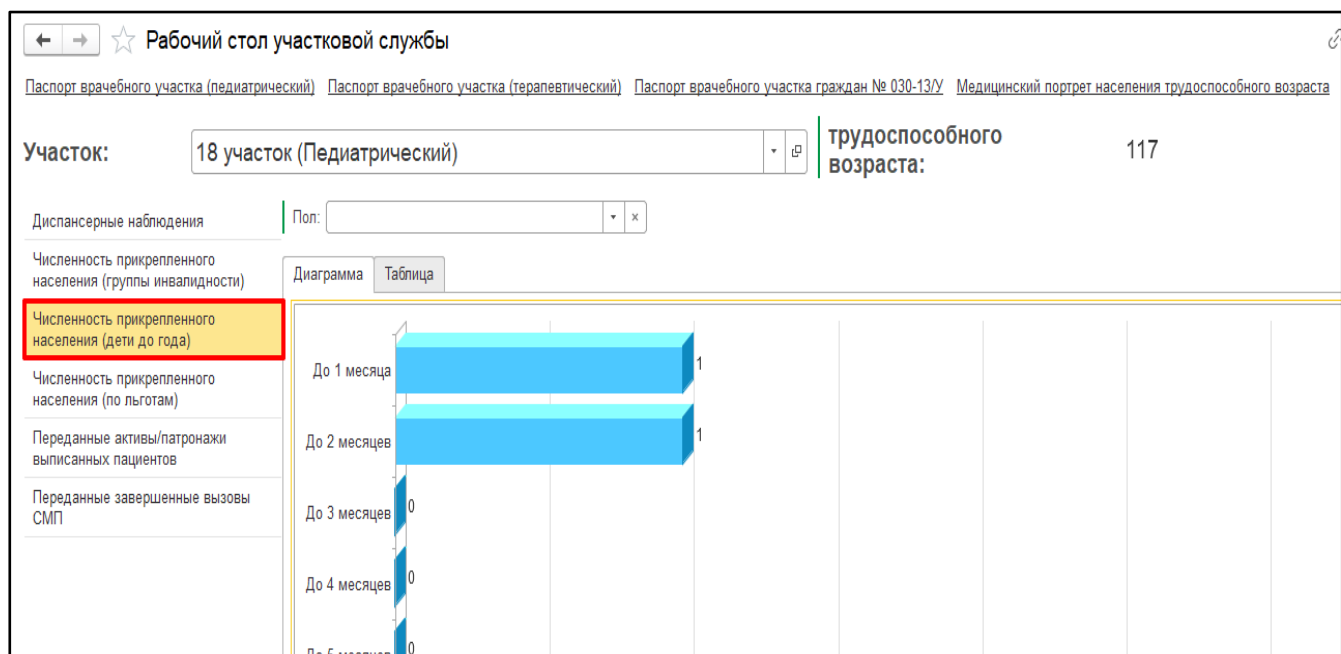 Рабочий стол участковой службы
Паспорт врачебного участка (педиатрический) Паспорт врачебного участка (терапевтический) Паспорт врачебного участка граждан № 030-13/У Медицинский портрет населения трудоспособного возраста
Участок: 18 участок (Педиатрический)
трудоспособного
возраста:
117
Диспансерные наблюдения
Численность прикрепленного
населения (группы инвалидности)
Численность прикрепленного
населения (дети до года)
Численность прикрепленного
населения (по льготам)
Переданные активы/патронажи
выписанных пациентов
Переданные завершенные вызовы
СМП
Пол:
Диаграмма Таблица
До 1 месяца 1
До 2 месяцев 1
До 3 месяцев 0
До 4 месяцев 0
До 5 месяцев 0